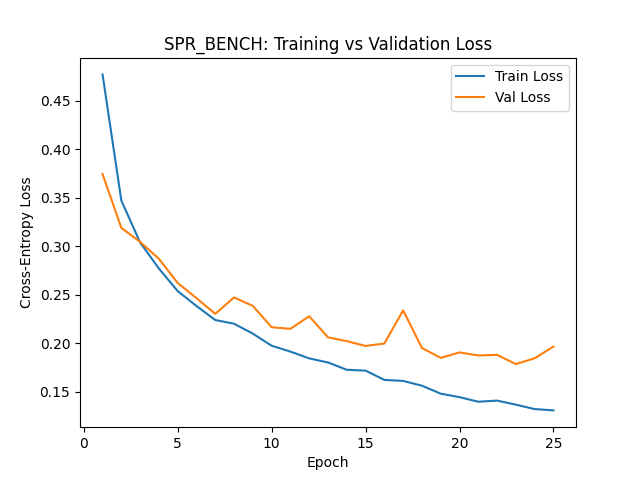 SPR_BENCH: Training vs Validation Loss
Train Loss
Val Loss
Cross-Entropy Loss
0.45
0.40
0.35
0.30
0.25
0.20
0.15
0
5
10
15
20
25
Epoch